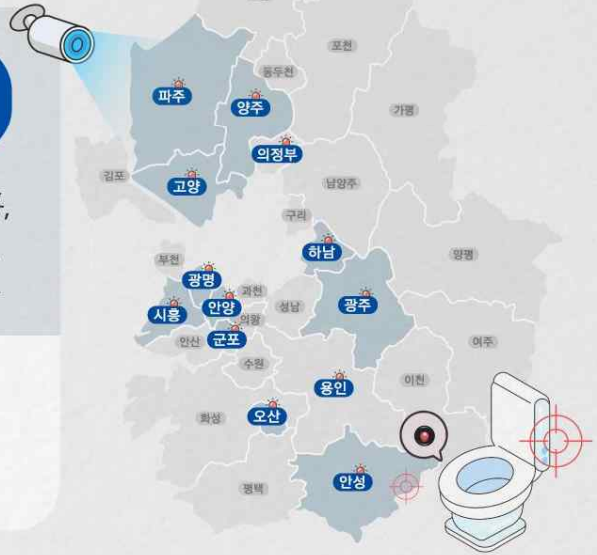 포천
동두천
파주
양주
가평
의정부
김포
고양
남양주
구리
하남
양평
부천
광명
과천
시흥
안양
성남
광주
의왕
안산
군포
여주
수원
용인
이천
화성
오산
안성
평택